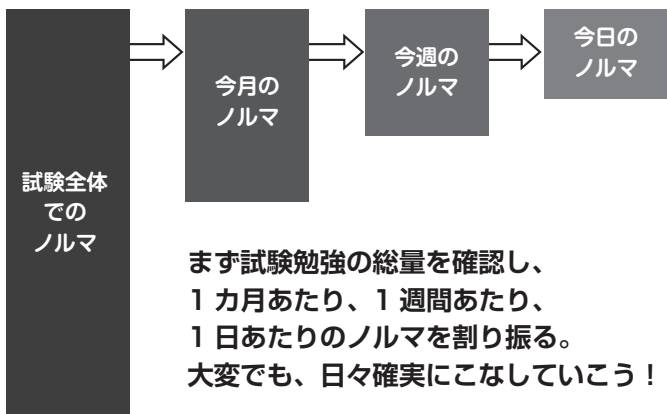 試験全体
での
ノルマ
今月の
ノルマ
今週の
ノルマ
今日の
ノルマ
まず試験勉強の総量を確認し、
1 カ月あたり、1 週間あたり、
1 日あたりのノルマを割り振る。
大変でも、日々確実にこなしていこう！